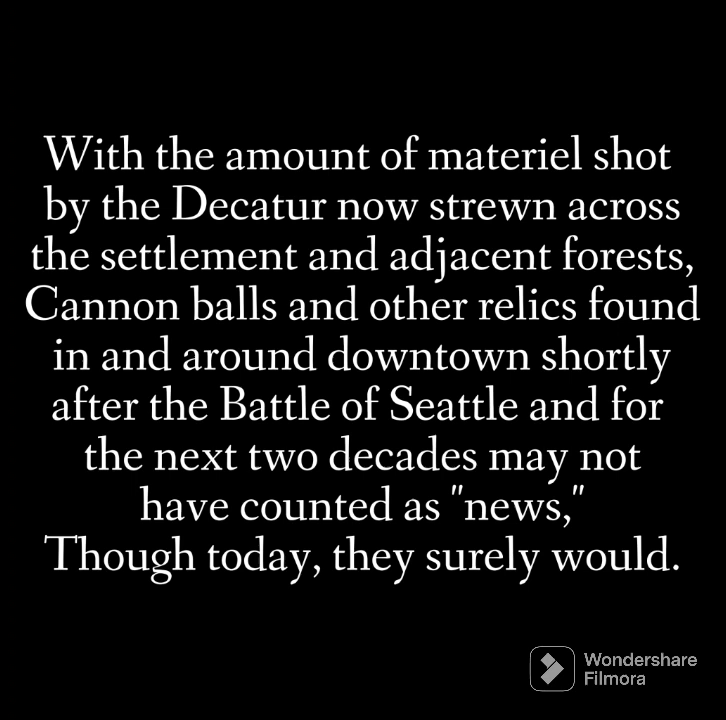 With the amount of materiel shot
by the Decatur now strewn across
the settlement and adjacent forests,
Cannon balls and other relics found
in and around downtown shortly
after the Battle of Seattle and for
the next two decades may not
have counted as "news,"
Though today, they surely would.
Wondershare
Filmora